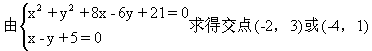 由{x²+y²+8x-6y+21=0
x-y+5=0 求得交点(-2，3)或(-4，1)